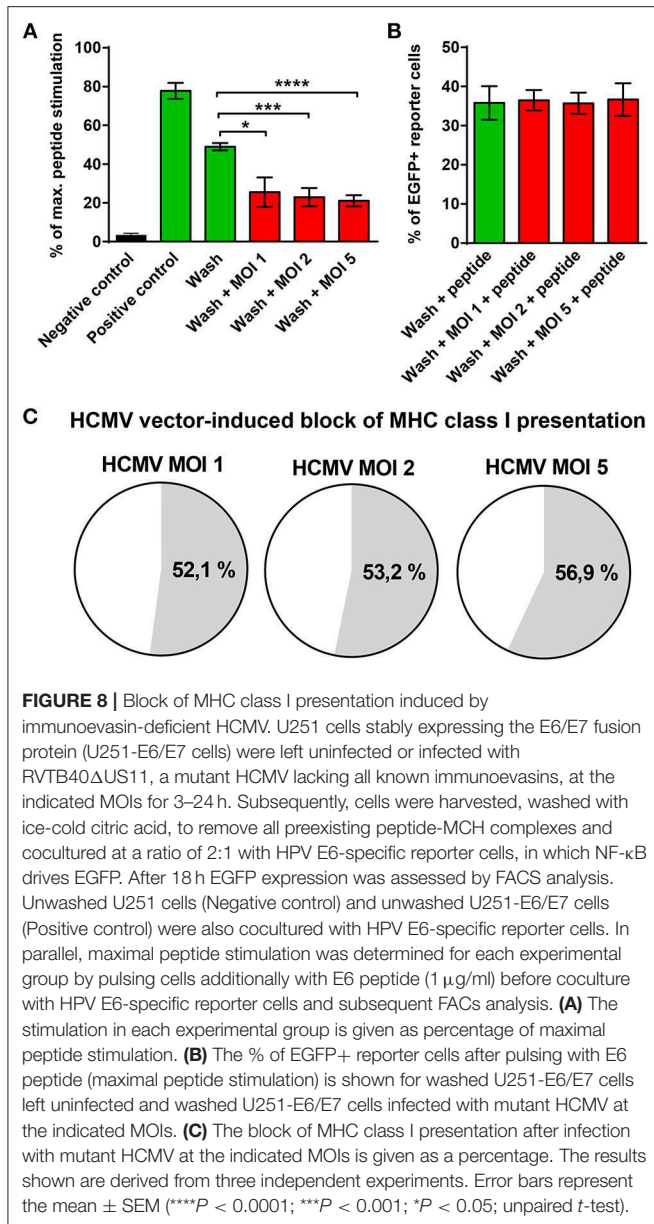 A
% of max. peptide stimulation
100
80
60
40
20
0
****
***
*
Negative control
Positive control
Wash
Wash + MOI 1
Wash + MOI 2
Wash + MOI 5
B
% of EGFP+ reporter cells
50
40
30
20
10
0
Wash + peptide
Wash + MOI 1 + peptide
Wash + MOI 2 + peptide
Wash + MOI 5 + peptide
C HCMV vector-induced block of MHC class I presentation
HCMV MOI 1
HCMV MOI 2
HCMV MOI 5
52,1 %
53,2 %
56,9 %
FIGURE 8 | Block of MHC class I presentation induced by
immunoevasin-deficient HCMV. U251 cells stably expressing the E6/E7 fusion
protein (U251-E6/E7 cells) were left uninfected or infected with
RVTB40ΔUS11, a mutant HCMV lacking all known immunoevasins, at the
indicated MOIs for 3–24 h. Subsequently, cells were harvested, washed with
ice-cold citric acid, to remove all preexisting peptide-MCH complexes and
cocultured at a ratio of 2:1 with HPV E6-specific reporter cells, in which NF-κB
drives EGFP. After 18 h EGFP expression was assessed by FACS analysis.
Unwashed U251 cells (Negative control) and unwashed U251-E6/E7 cells
(Positive control) were also cocultured with HPV E6-specific reporter cells. In
parallel, maximal peptide stimulation was determined for each experimental
group by pulsing cells additionally with E6 peptide (1 μg/ml) before coculture
with HPV E6-specific reporter cells and subsequent FACs analysis. (A) The
stimulation in each experimental group is given as percentage of maximal
peptide stimulation. (B) The % of EGFP+ reporter cells after pulsing with E6
peptide (maximal peptide stimulation) is shown for washed U251-E6/E7 cells
left uninfected and washed U251-E6/E7 cells infected with mutant HCMV at
the indicated MOIs. (C) The block of MHC class I presentation after infection
with mutant HCMV at the indicated MOIs is given as a percentage. The results
shown are derived from three independent experiments. Error bars represent
the mean ± SEM (****P < 0.0001; ***P < 0.001; *P < 0.05; unpaired t-test).